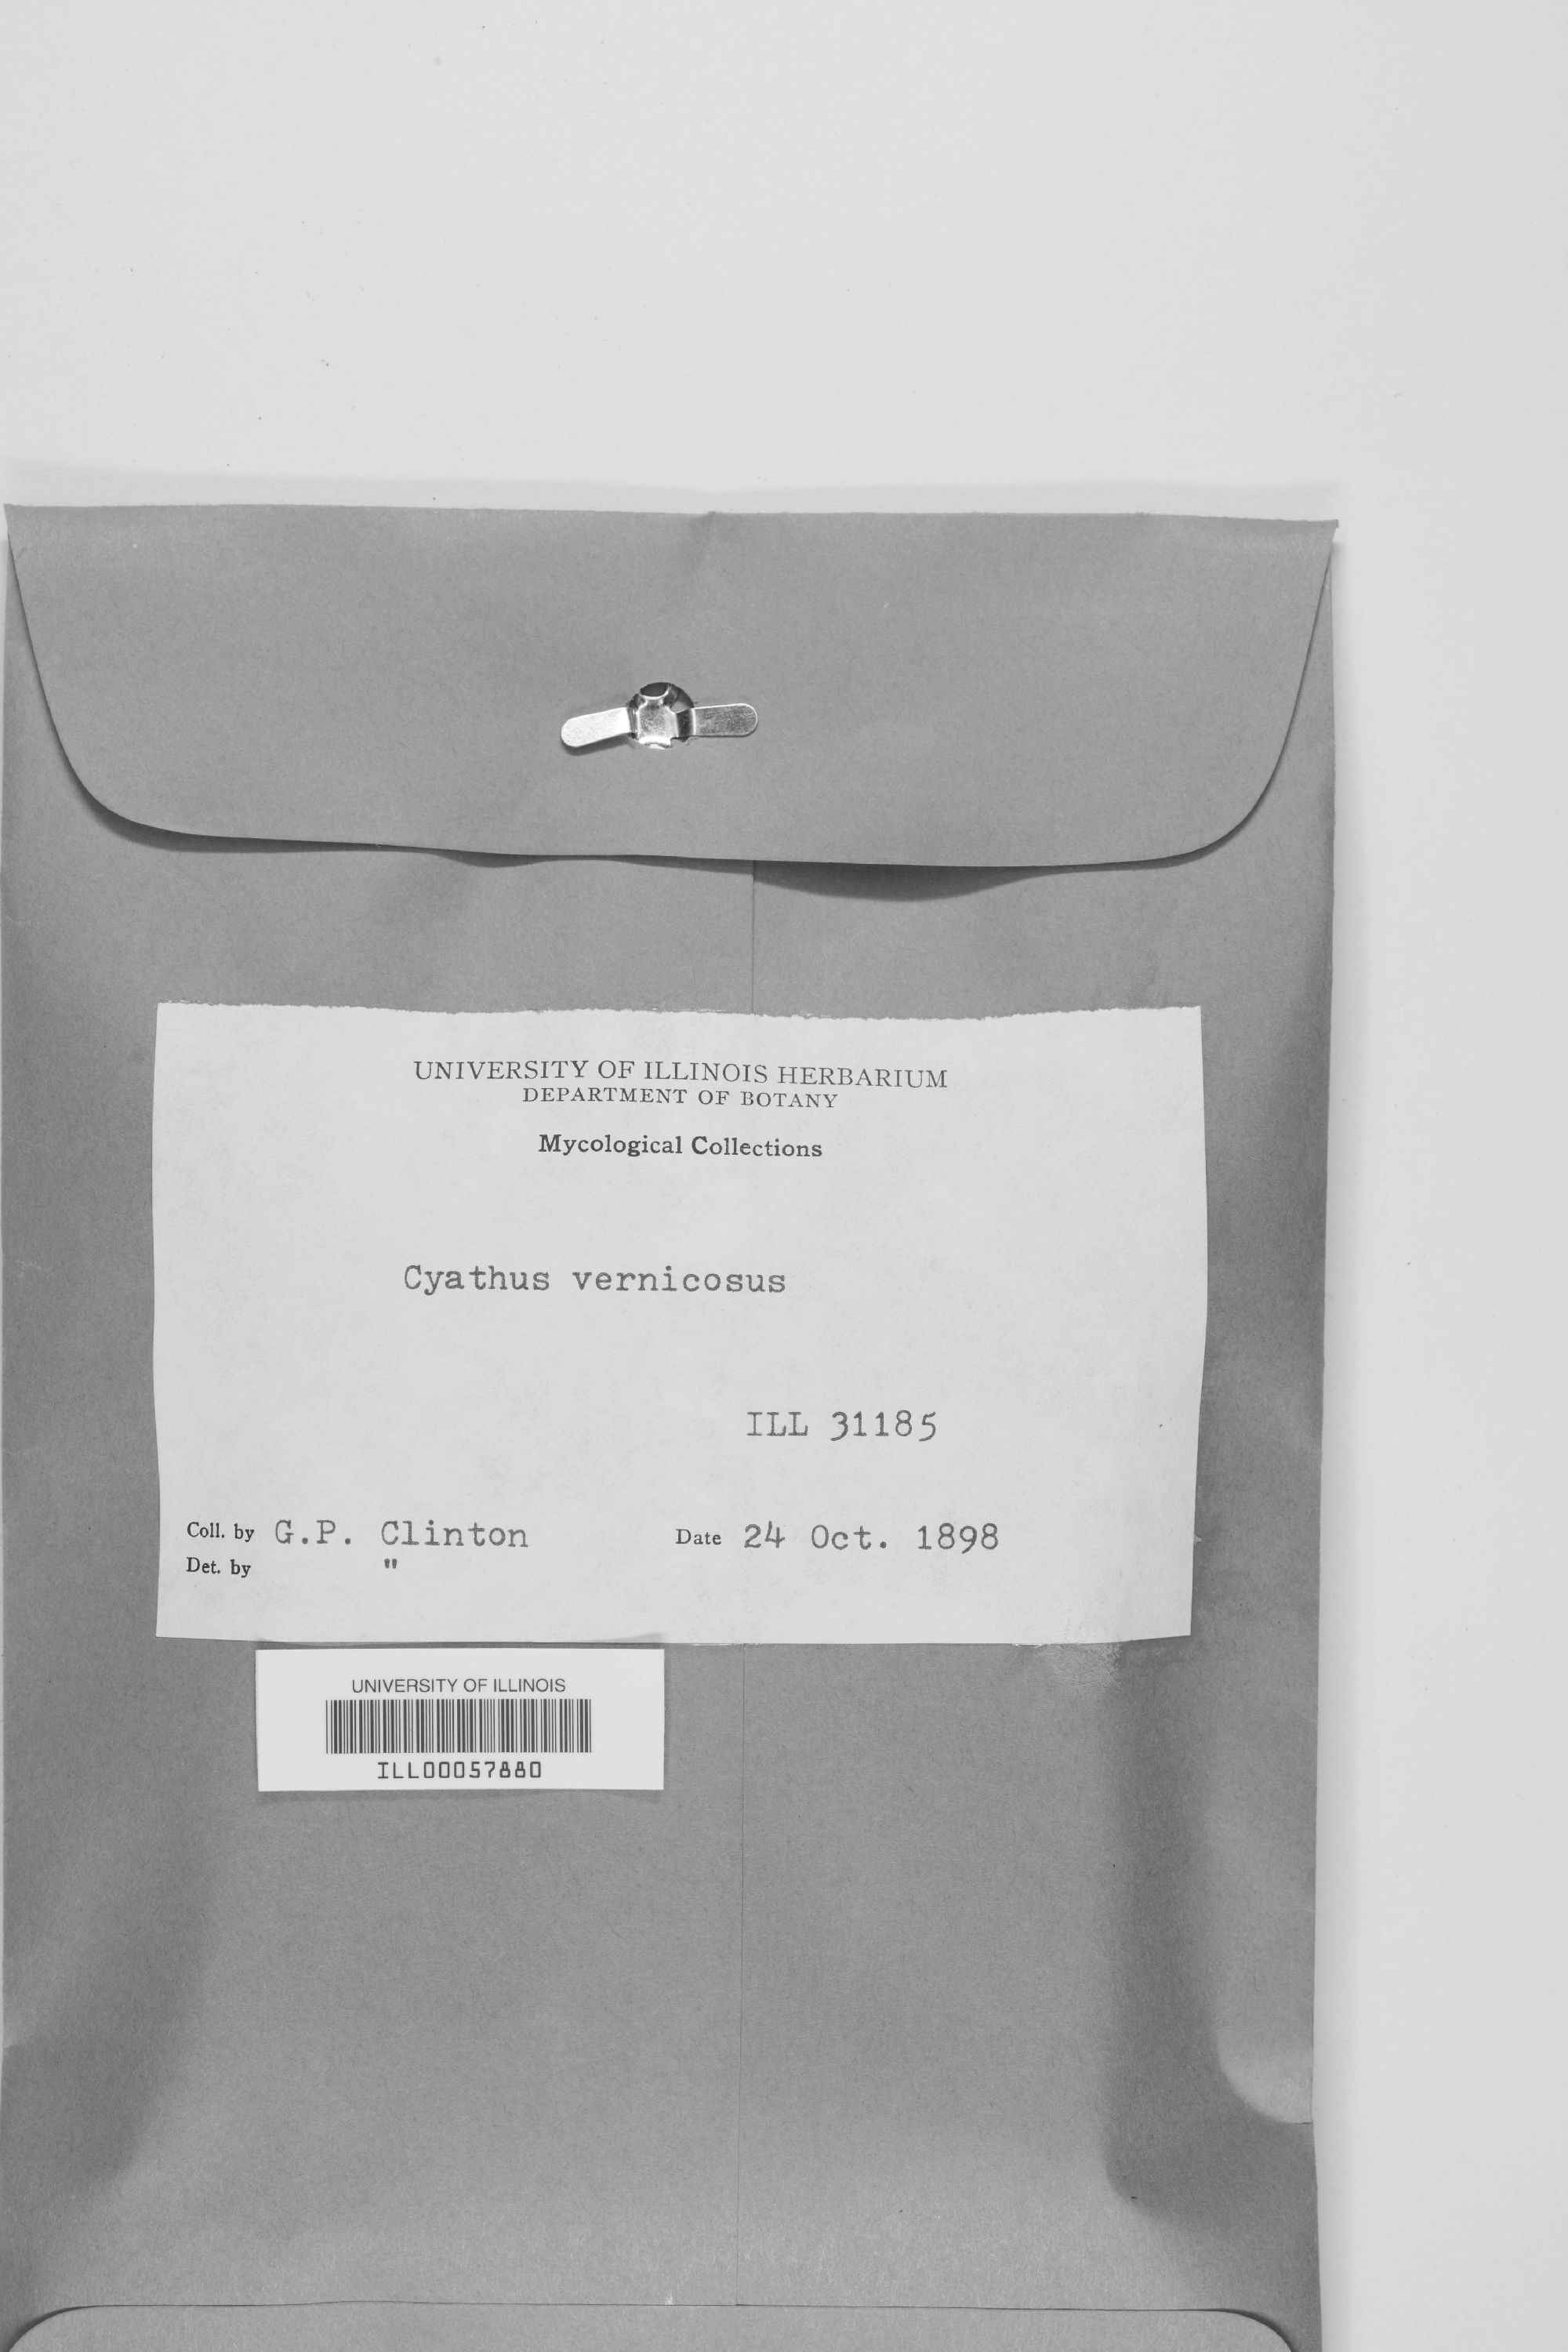 UNIVERSITY OF ILLINOIS HERBARIUM
DEPARTMENT OF BOTANY
Mycological Collections
Cyathus vernicosus
ILL 31185
Coll. by G.P. Clinton Date 24 Oct. 1898
Det. by "
UNIVERSITY OF ILLINOIS
ILL00057880